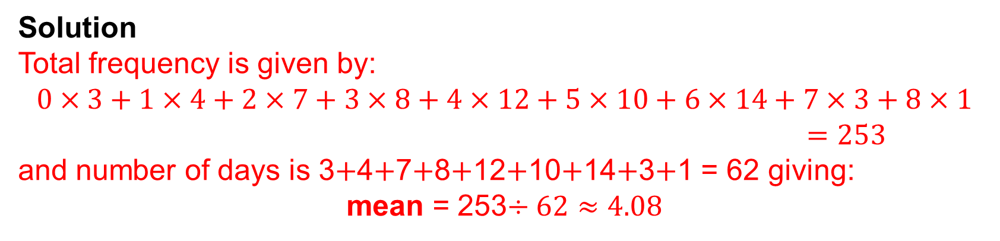 Solution
Total frequency is given by:
0 × 3 + 1 × 4 + 2 × 7 + 3 × 8 + 4 × 12 + 5 × 10 + 6 × 14 + 7 × 3 + 8 × 1
= 253
and number of days is 3+4+7+8+12+10+14+3+1 = 62 giving:
mean = 253÷ 62 ≈ 4.08